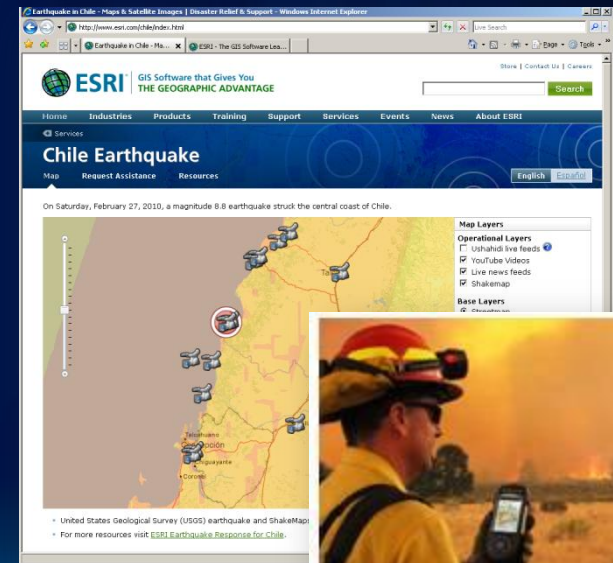 Earthquake in Chile - Maps & Satellite Images | Disaster Relief & Support - Windows Internet Explorer
http://www.esri.com/chile/index.html
Live Search
Earthquake in Chile - Ma...
ESRI - The GIS Software Lea...
Page
Tools
Store | Contact Us | Careers
ESRI
GIS Software that Gives You
THE GEOGRAPHIC ADVANTAGE
Search
Home Industries Products Training Support Services Events News About ESRI
Services
Chile Earthquake
Map Request Assistance Resources
English Español
On Saturday, February 27, 2010, a magnitude 8.8 earthquake struck the central coast of Chile.
Map Layers
Operational Layers
Ushahidi live feeds
YouTube Videos
Live news feeds
Shakemap
Base Layers
Streetmap
Talcahuano
Chiguayante
Coronel
United States Geological Survey (USGS) earthquake and ShakeMap
For more resources visit ESRI Earthquake Response for Chile.